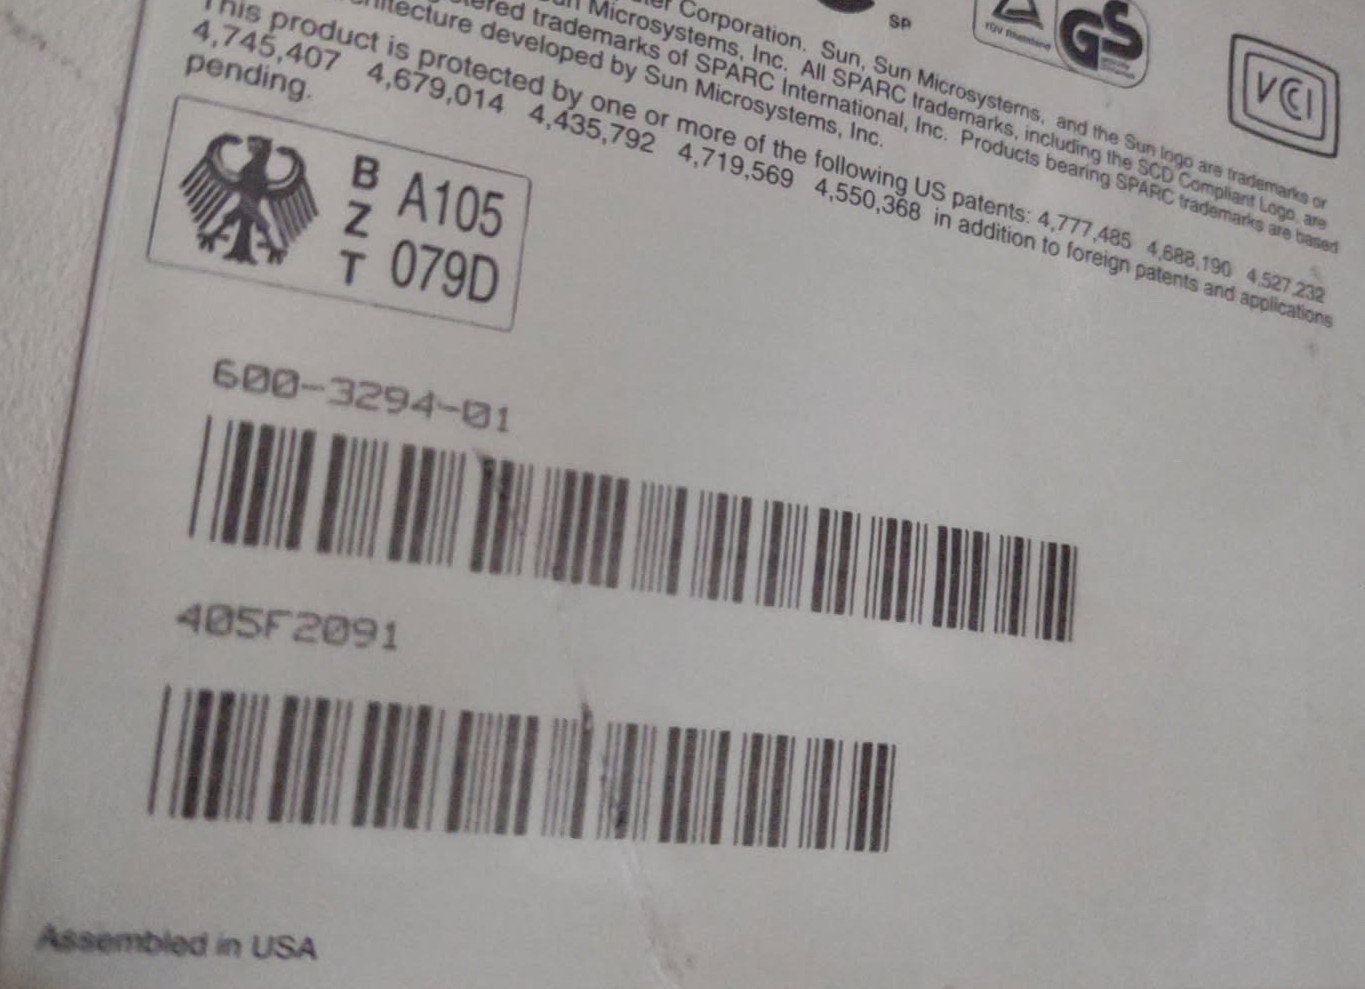 SP
TÜV Rheinland
GS
VCCI
Corporation. Sun, Sun Microsystems, and the Sun logo are trademarks or
Microsystems, Inc. All SPARC trademarks, including the SCD Compliant Logo, are
trademarks of SPARC International, Inc. Products bearing SPARC trademarks are based
developed by Sun Microsystems, Inc.
This product is protected by one or more of the following US patents: 4,777,485 4,688,190 4,527,232
4,745,407 4,679,014 4,435,792 4,719,569 4,550,368 in addition to foreign patents and applications
pending.
BZT
A105
079D
600-3294-01
405F2091
Assembled in USA